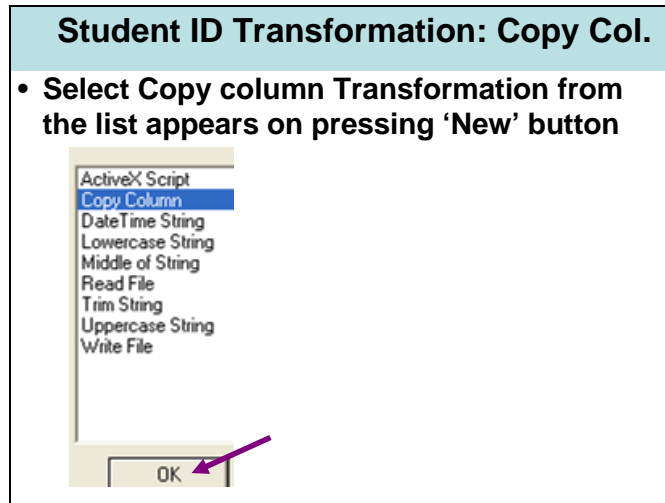 Student ID Transformation: Copy Col.
• Select Copy column Transformation from
the list appears on pressing ‘New’ button
ActiveX Script
Copy Column
DateTime String
Lowercase String
Middle of String
Read File
Trim String
Uppercase String
Write File
OK